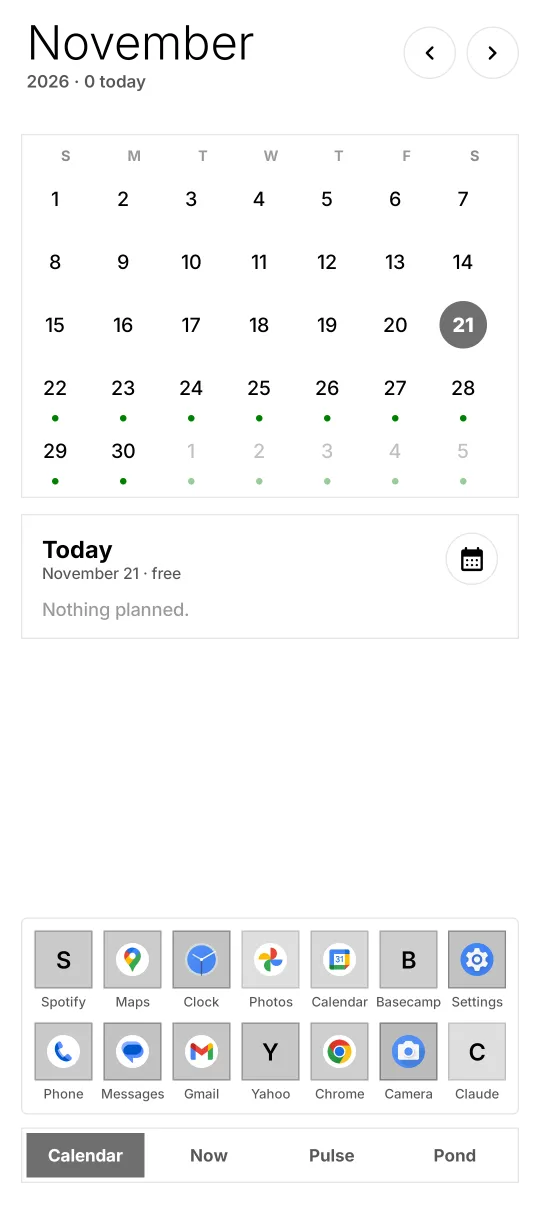 November
2026 · 0 today
S M T W T F S
1 2 3 4 5 6 7
8 9 10 11 12 13 14
15 16 17 18 19 20 21
22 23 24 25 26 27 28
29 30 1 2 3 4 5
Today
November 21 · free
Nothing planned.
S 31 B
Spotify Maps Clock Photos Calendar Basecamp Settings
Y C
Phone Messages Gmail Yahoo Chrome Camera Claude
Calendar Now Pulse Pond